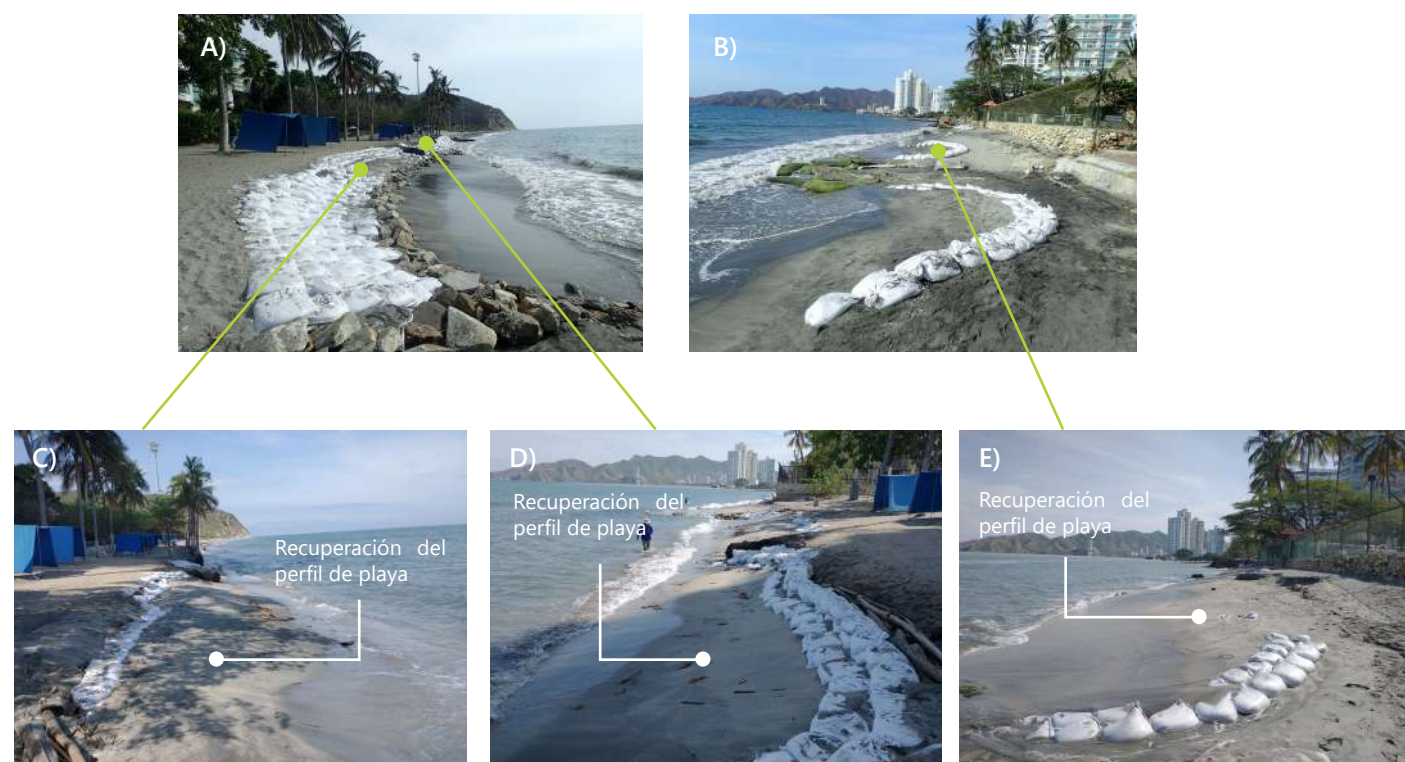 A)
B)
C)
Recuperación del
perfil de playa
D)
Recuperación del
perfil de playa
E)
Recuperación del
perfil de playa